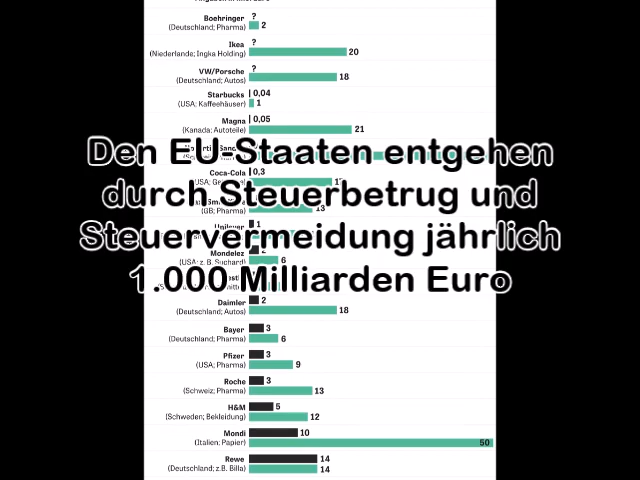 Boehringer ?
(Deutschland; Pharma) 2
Ikea ?
(Niederlande; Ingka Holding) 20
VW/Porsche ?
(Deutschland; Autos) 18
Starbucks 0,04
(USA; Kaffeehäuser) 1
Magna 0,05
(Kanada; Autoteile) 21
Den EU-Staaten entgehen
durch Steuerbetrug und
Steuervermeidung jährlich
1.000 Milliarden Euro
Coca-Cola 0,3
13
1
Mondelez
(USA; z.B. Suchard) 6
Daimler 2
(Deutschland; Autos) 18
Bayer 3
(Deutschland; Pharma) 6
Pfizer 3
(USA; Pharma) 9
Roche 3
(Schweiz; Pharma) 13
H&M 5
(Schweden; Bekleidung) 12
Mondi 10
(Italien; Papier) 50
Rewe 14
(Deutschland; z.B. Billa) 14